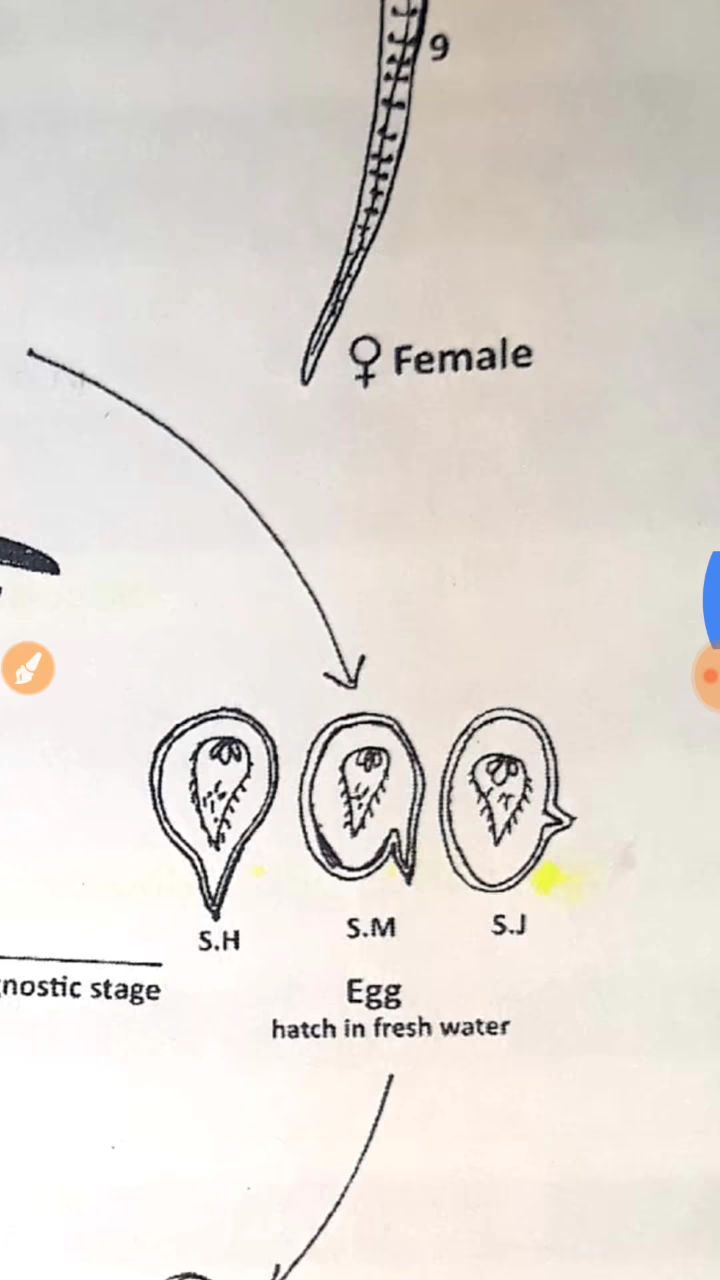 9
♀ Female
S.H
S.M
S.J
nostic stage
Egg
hatch in fresh water